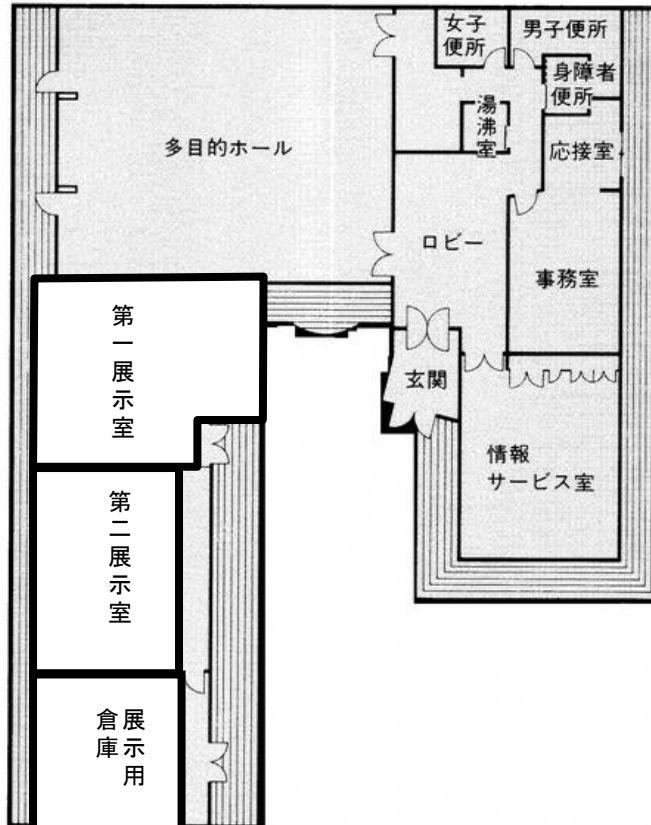 女子
便所
男子便所
身障者
便所
湯沸室
応接室
多目的ホール
ロビー
事務室
第一展示室
玄関
情報
サービス室
第二展示室
展示用
倉庫